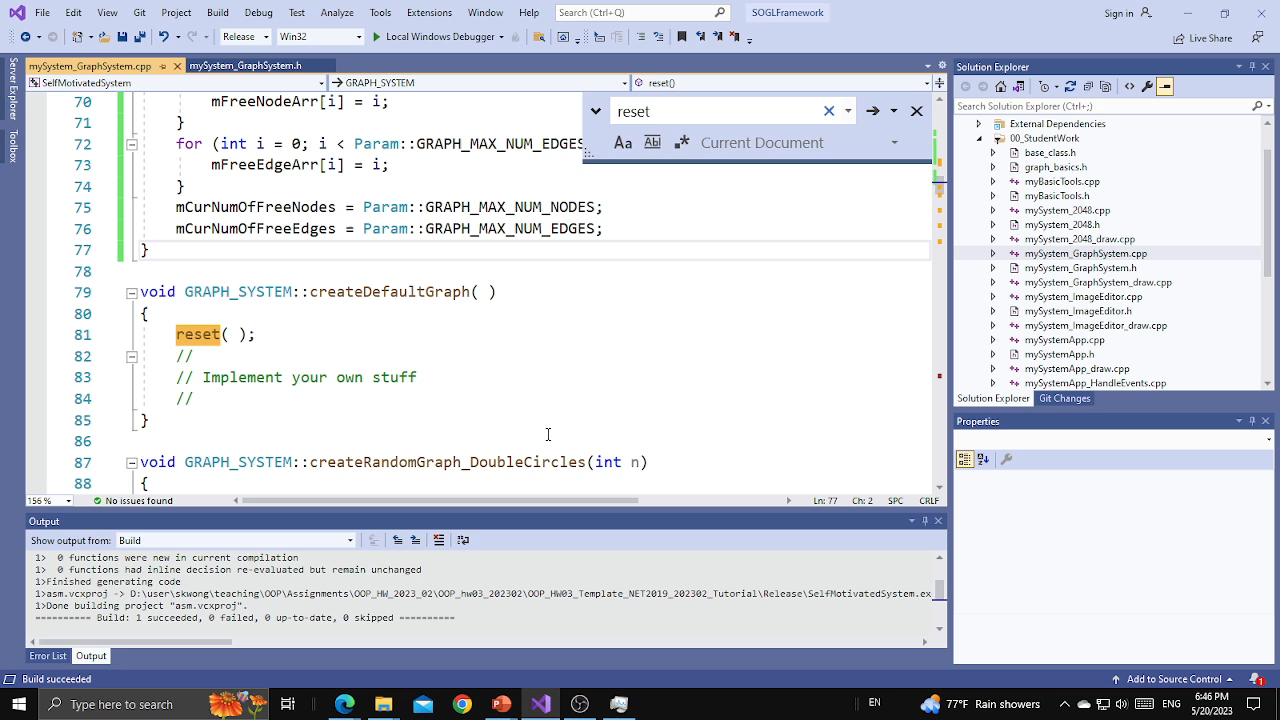 File Edit View Git Project Build Debug Test Analyze Tools Extensions Window Help Search (Ctrl+Q) SOGLFramework Sign in
Release Win32 Local Windows Debugger Live Share
Server Explorer
Toolbox
mySystem_GraphSystem.cpp mySystem_GraphSystem.h
SelfMotivatedSystem GRAPH_SYSTEM reset()
reset
Aa Abl Current Document
70 mFreeNodeArr[i] = i;
71 }
72 for (int i = 0; i < Param::GRAPH_MAX_NUM_EDGES
73 mFreeEdgeArr[i] = i;
74 }
75 mCurNumOfFreeNodes = Param::GRAPH_MAX_NUM_NODES;
76 mCurNumOfFreeEdges = Param::GRAPH_MAX_NUM_EDGES;
77 }
78
79 void GRAPH_SYSTEM::createDefaultGraph( )
80 {
81 reset( );
82 //
83 // Implement your own stuff
84 //
85 }
86
87 void GRAPH_SYSTEM::createRandomGraph_DoubleCircles(int n)
88 {
156 % No issues found Ln: 77 Ch: 2 SPC CRLF
Output
Show output from: Build
1> 0 functions were new in current compilation
1> 0 functions had inline decision re-evaluated but remain unchanged
1>Finished generating code
1>asm.vcxproj -> D:\user\skwong\teaching\OOP\Assignments\OOP_HW_2023_02\OOP_hw03_202302\OOP_HW03_Template_NET2019_202302_Tutorial\Release\SelfMotivatedSystem.ex
1>Done building project "asm.vcxproj".
========== Build: 1 succeeded, 0 failed, 0 up-to-date, 0 skipped ==========
Error List Output
Solution Explorer
Search Solution Explorer (Ctrl+;)
External Dependencies
00_StudentWork
base_class.h
graph_basics.h
myBasicTools.cpp
myBasicTools.h
mySystem_2048.cpp
mySystem_2048.h
mySystem_2048_draw.cpp
mySystem_GraphSystem.cpp
mySystem_GraphSystem.h
mySystem_GraphSystem_draw.cpp
mySystem_ImageEditor.cpp
mySystem_ImageEditor.h
mySystem_ImageEditor_draw.cpp
mySystemApp.cpp
mySystemApp.h
mySystemApp_draw.cpp
mySystemApp_HandleEvents.cpp
Solution Explorer Git Changes
Properties
Build succeeded Add to Source Control 1
Type here to search EN 77°F Rain showers ENG 6:46 PM
5/20/2023